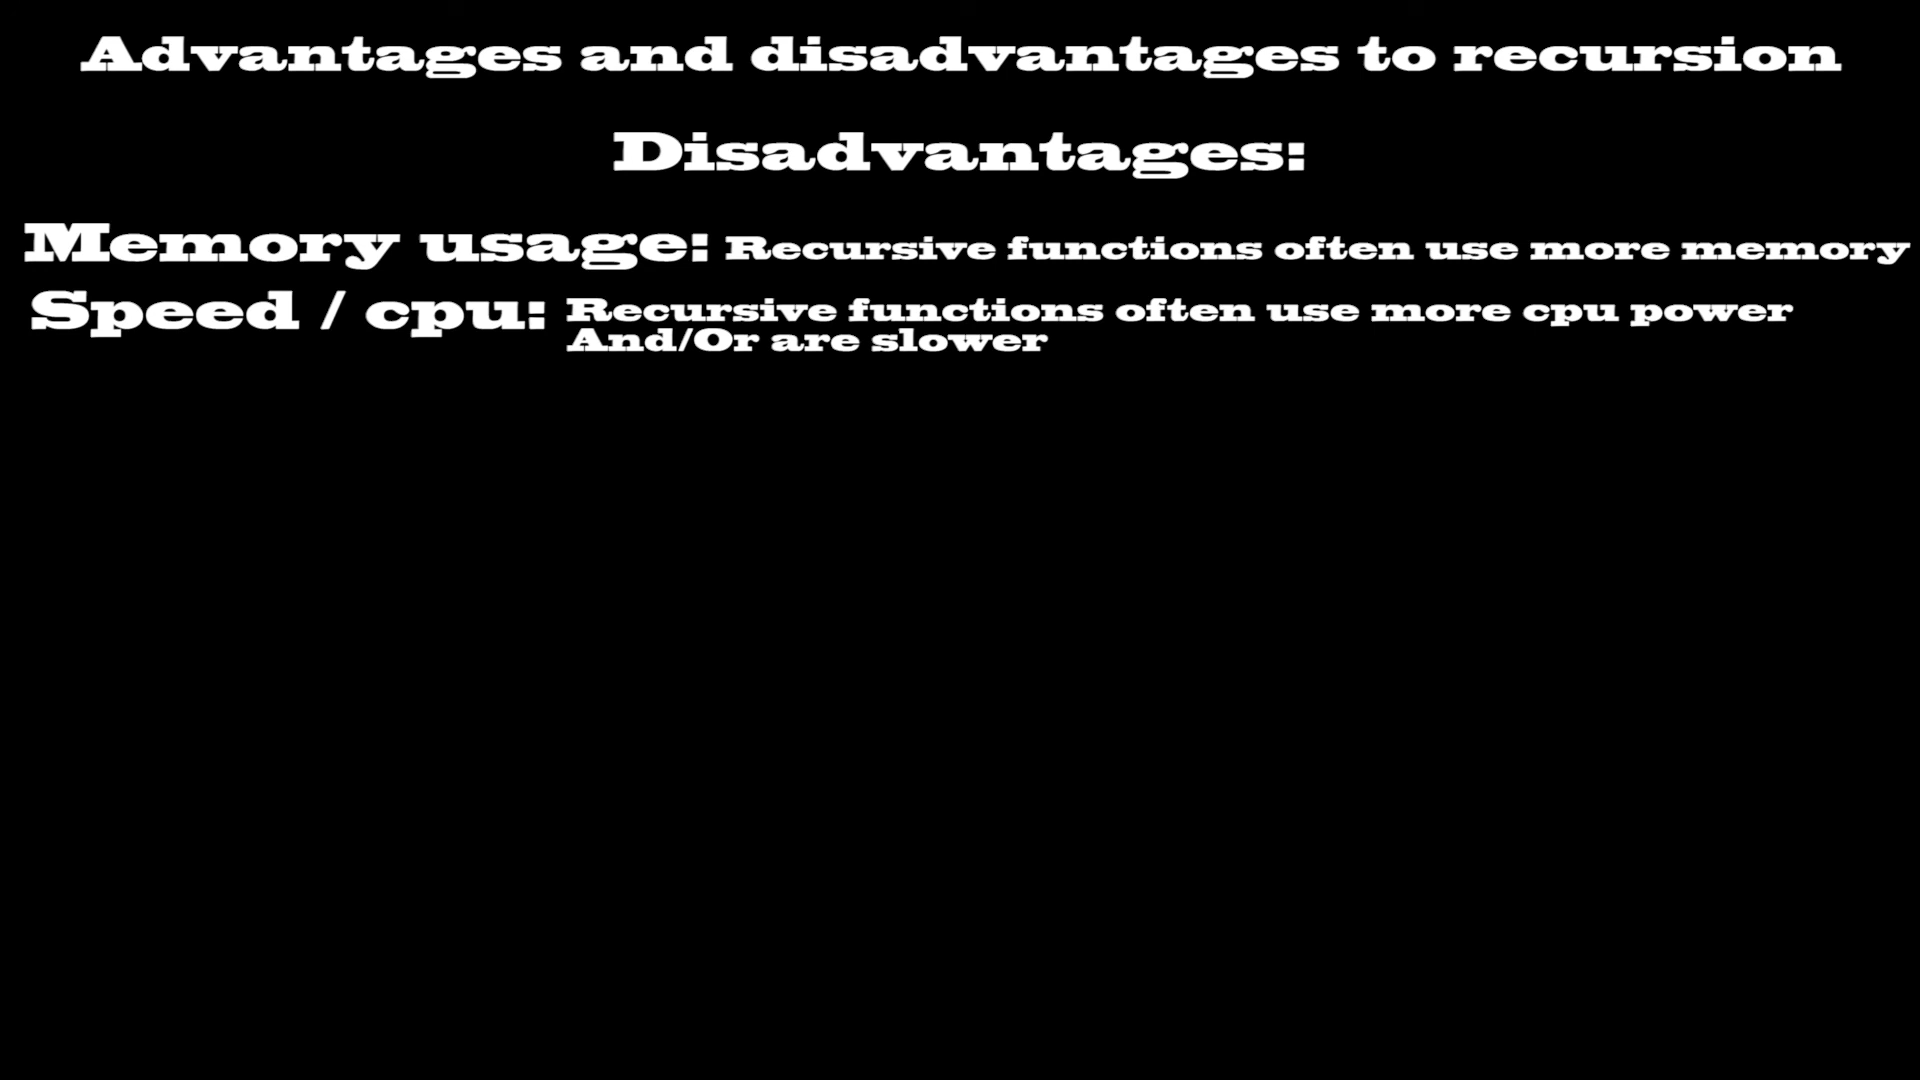 Advantages and disadvantages to recursion
Disadvantages:
Memory usage: Recursive functions often use more memory
Speed / cpu: Recursive functions often use more cpu power
And/Or are slower